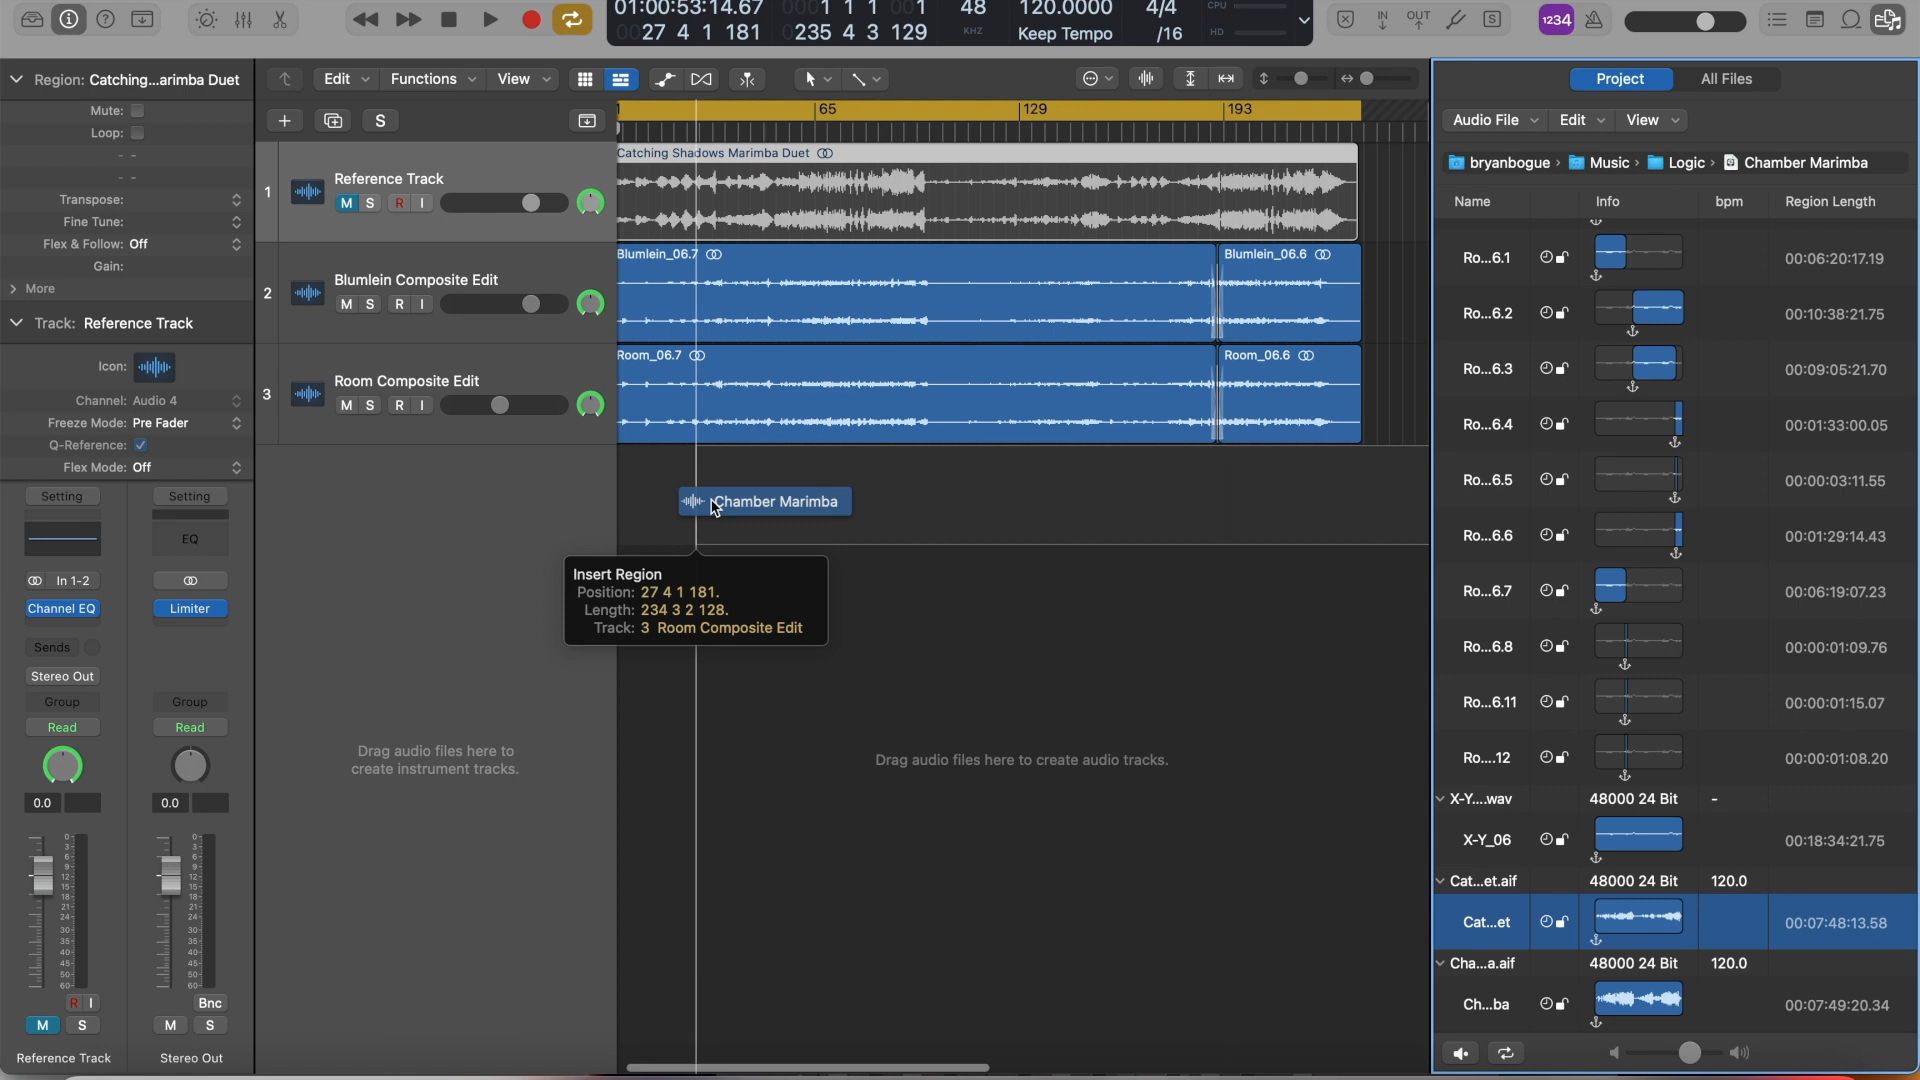 01:00:53:14.67
0001 1 1 001
48
120.0000
4/4
CPU
0027 4 1 181
0235 4 3 129
KHZ
Keep Tempo
/16
HD
IN
OUT
S
1234
Region: Catching...arimba Duet
Mute:
Loop:
Transpose:
Fine Tune:
Flex & Follow: Off
Gain:
More
Track: Reference Track
Icon:
Channel: Audio 4
Freeze Mode: Pre Fader
Q-Reference:
Flex Mode: Off
Setting
Setting
EQ
In 1-2
Channel EQ
Limiter
Sends
Stereo Out
Group
Group
Read
Read
0.0
0.0
R I
Bnc
M S
M S
Reference Track
Stereo Out
Edit
Functions
View
S
65
129
193
1
Reference Track
M S R I
2
Blumlein Composite Edit
M S R I
3
Room Composite Edit
M S R I
Catching Shadows Marimba Duet
Blumlein_06.7
Blumlein_06.6
Room_06.7
Room_06.6
Chamber Marimba
Insert Region
Position: 27 4 1 181.
Length: 234 3 2 128.
Track: 3 Room Composite Edit
Drag audio files here to
create instrument tracks.
Drag audio files here to create audio tracks.
Project
All Files
Audio File
Edit
View
bryanbogue
Music
Logic
Chamber Marimba
Name
Info
bpm
Region Length
Ro...6.1
00:06:20:17.19
Ro...6.2
00:10:38:21.75
Ro...6.3
00:09:05:21.70
Ro...6.4
00:01:33:00.05
Ro...6.5
00:00:03:11.55
Ro...6.6
00:01:29:14.43
Ro...6.7
00:06:19:07.23
Ro...6.8
00:00:01:09.76
Ro...6.11
00:00:01:15.07
Ro....12
00:00:01:08.20
X-Y....wav
48000 24 Bit
-
X-Y_06
00:18:34:21.75
Cat...et.aif
48000 24 Bit
120.0
Cat...et
00:07:48:13.58
Cha...a.aif
48000 24 Bit
120.0
Ch...ba
00:07:49:20.34